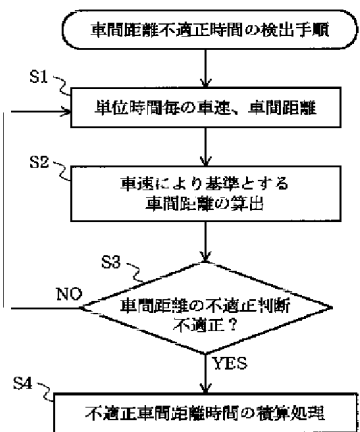 車間距離不適正時間の検出手順
S1
単位時間毎の車速、車間距離
S2
車速により基準とする
車間距離の算出
S3
NO
車間距離の不適正判断
不適正？
YES
S4
不適正車間距離時間の積算処理